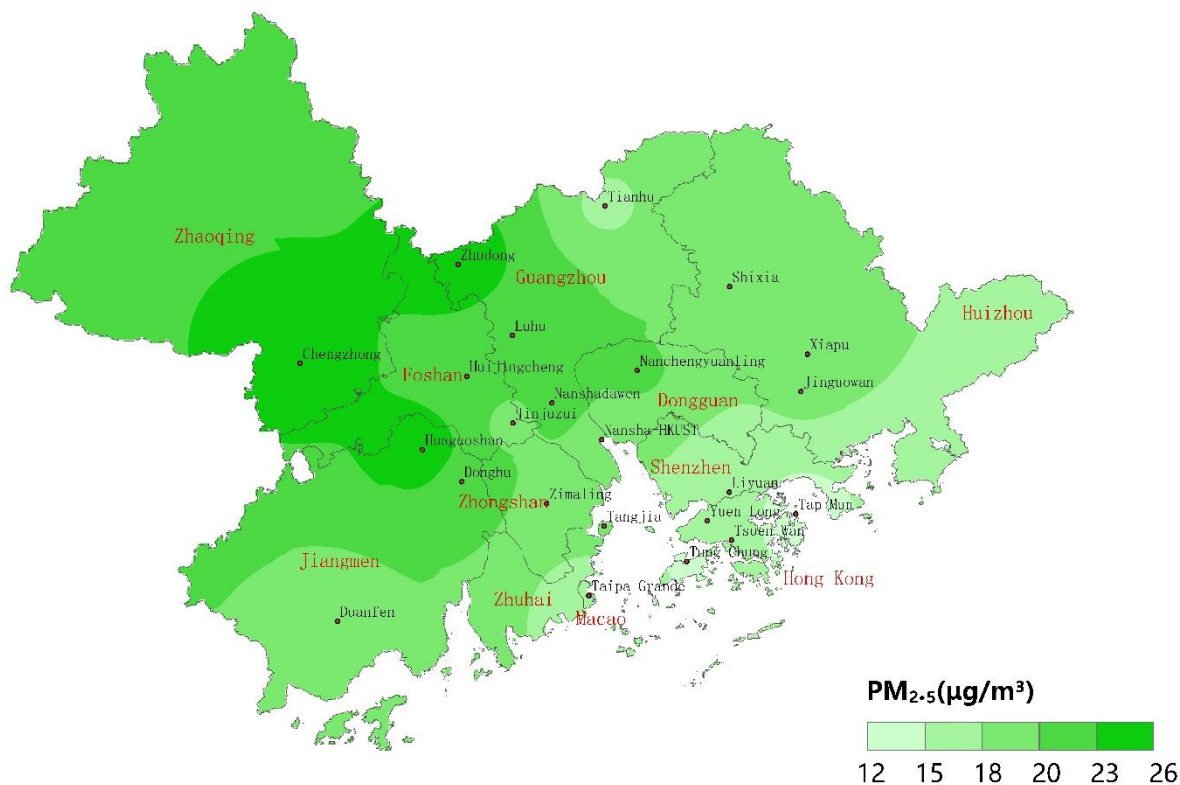 Tianhu
Zhaoqing
Zhudong
Guangzhou
Shixia
Huizhou
Luhu
Chengzhong
Foshan
Huijingcheng
Nanchengyuanling
Xiapu
Jinguowan
Dongguan
Nanshadawen
Jinjuzui
Nansha-HKUST
Huaguoshan
Donghu
Shenzhen
Liyuan
Zhongshan
Zimaling
Tangjia
Yuen Long
Tap Mun
Tsuen Wan
Tung Chung
Hong Kong
Jiangmen
Taipa Grande
Zhuhai
Macao
Duanfen
PM₂.₅(μg/m³)
12 15 18 20 23 26